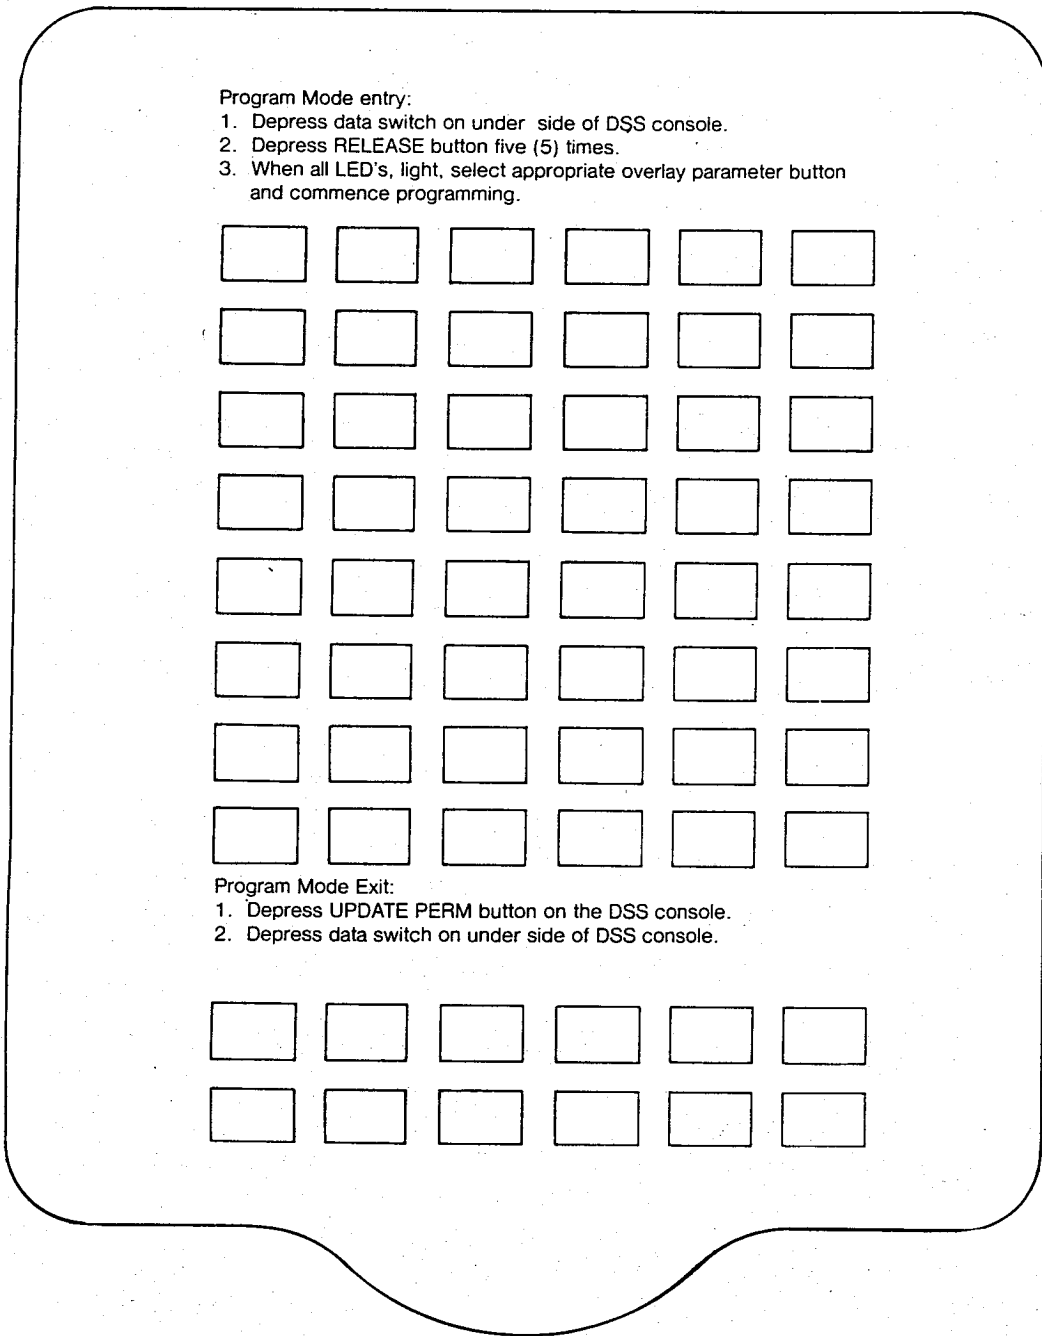 Program Mode entry:
1. Depress data switch on under side of DSS console.
2. Depress RELEASE button five (5) times.
3. When all LED's, light, select appropriate overlay parameter button
and commence programming.
Program Mode Exit:
1. Depress UPDATE PERM button on the DSS console.
2. Depress data switch on under side of DSS console.